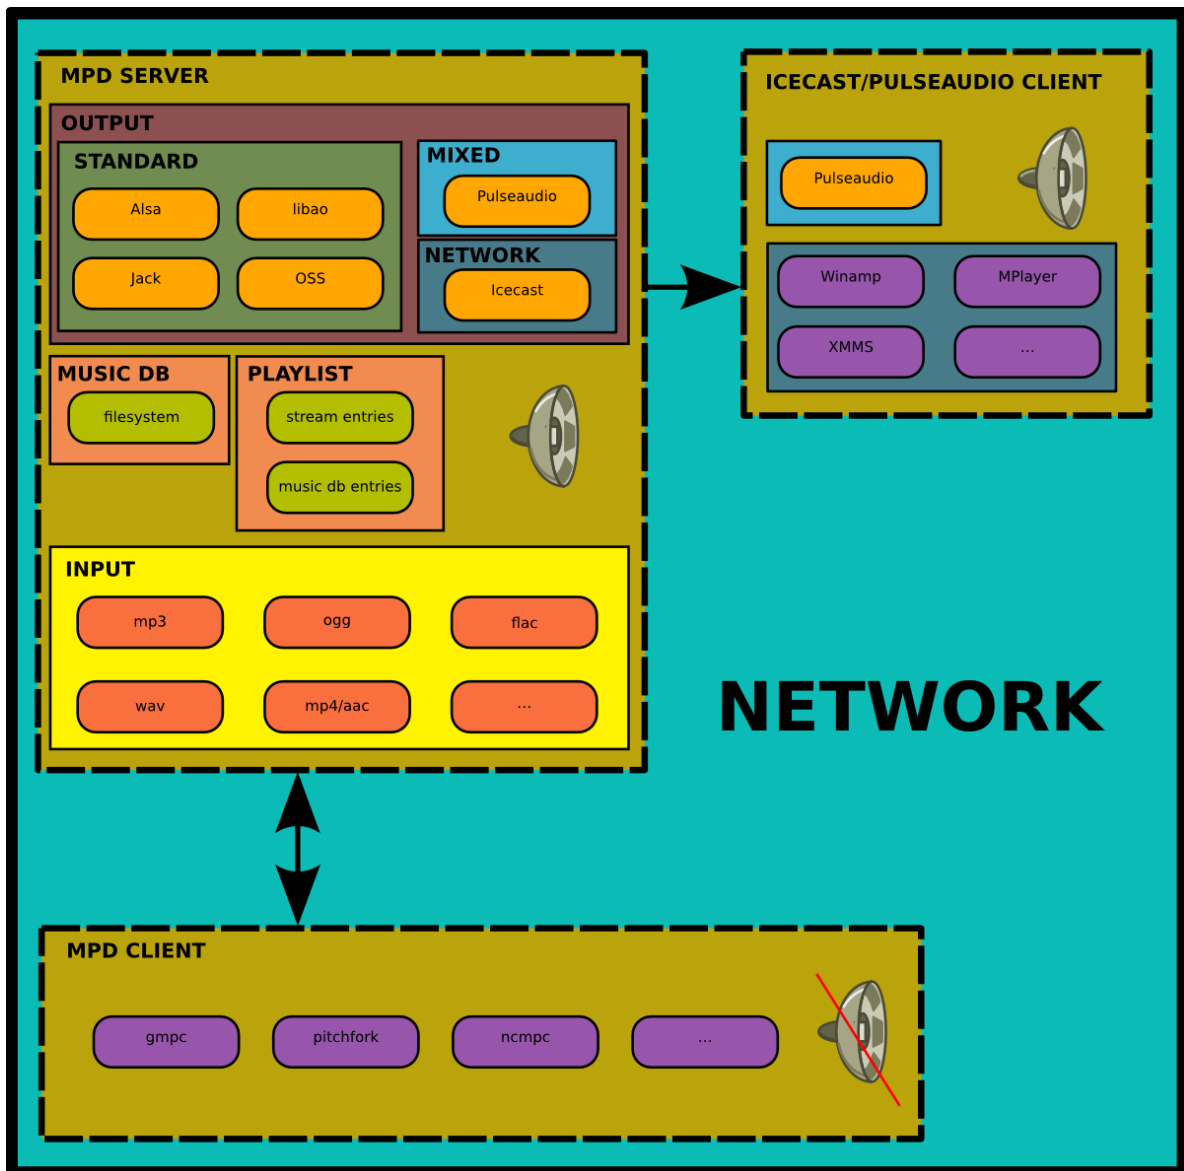 MPD SERVER
OUTPUT
STANDARD
Alsa
libao
Jack
OSS
MIXED
Pulseaudio
NETWORK
Icecast
MUSIC DB
filesystem
PLAYLIST
stream entries
music db entries
INPUT
mp3
ogg
flac
wav
mp4/aac
...
ICECAST/PULSEAUDIO CLIENT
Pulseaudio
Winamp
MPlayer
XMMS
...
NETWORK
MPD CLIENT
gmpc
pitchfork
ncmpc
...